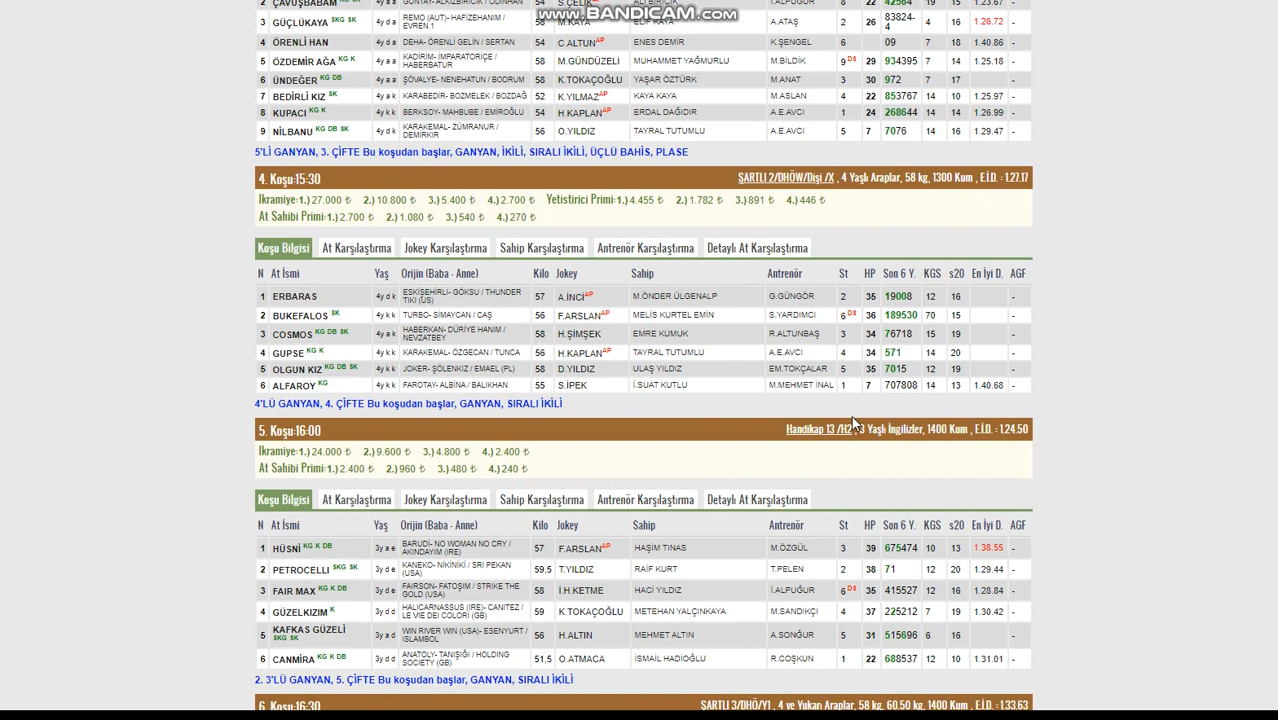 www.BANDICAM.com
2 ÇAVUŞBABAM 54 S.ÇELİK ALİ BİRİCİK İ.ALPUĞUR 8 22 42564 19 15 1.23.67
3 GÜÇLÜKAYA SKG SK 4y a a REMO (AUT)- HAFİZEHANIM / EVREN.1 58 M.KAYA ELİF KAYA A.ATAŞ 2 26 83824-4 4 13 1.26.72 -
4 ÖRENLİ HAN 4y d a DEHA- ÖRENLİ GELİN / SERTAN 54 C.ALTUN AP ENES DEMİR K.ŞENGEL 6 09 7 18 1.40.86 -
5 ÖZDEMİR AĞA KG K 4y a a KADİRİM- İMPARATORİÇE / HABERBATUR 58 M.GÜNDÜZELİ MUHAMMET YAĞMURLU M.BİLDİK 9 DS 29 934395 7 14 1.25.18 -
6 ÜNDEĞER KG DB 4y a a ŞÖVALYE- NENEHATUN / BODRUM 58 K.TOKAÇOĞLU YAŞAR ÖZTÜRK M.ANAT 3 30 972 7 17 -
7 BEDİRLİ KIZ SK 4y a k KARABEDİR- BOZMELEK / BOZDAĞ 52 K.YILMAZ AP KAYA KAYA M.ASLAN 4 22 853767 14 10 1.25.97 -
8 KUPACI KG K 4y k k BERKSOY- MAHBUBE / EMİROĞLU 54 H.KAPLAN AP ERDAL DAĞIDIR A.E.AVCI 1 24 268644 14 14 1.26.99 -
9 NİLBANU KG DB SK 4y d k KARAKEMAL- ZÜMRANUR / DEMİRKIR 56 O.YILDIZ TAYRAL TUTUMLU A.E.AVCI 5 7 7076 14 16 1.29.47 -
5'Lİ GANYAN, 3. ÇİFTE Bu koşudan başlar, GANYAN, İKİLİ, SIRALI İKİLİ, ÜÇLÜ BAHİS, PLASE
4. Koşu:15:30 ŞARTLI 2/DHÖW/Dişi /X , 4 Yaşlı Araplar, 58 kg, 1300 Kum , E.İ.D. : 1.27.17
Ikramiye: 1.) 27.000 ₺ 2.) 10.800 ₺ 3.) 5.400 ₺ 4.) 2.700 ₺ Yetistirici Primi: 1.) 4.455 ₺ 2.) 1.782 ₺ 3.) 891 ₺ 4.) 446 ₺
At Sahibi Primi: 1.) 2.700 ₺ 2.) 1.080 ₺ 3.) 540 ₺ 4.) 270 ₺
Koşu Bilgisi At Karşılaştırma Jokey Karşılaştırma Sahip Karşılaştırma Antrenör Karşılaştırma Detaylı At Karşılaştırma
N At İsmi Yaş Orijin (Baba - Anne) Kilo Jokey Sahip Antrenör St HP Son 6 Y. KGS s20 En İyi D. AGF
1 ERBARAS 4y d k ESKİŞEHİRLİ- GÖKSU / THUNDER TIKI (US) 57 A.İNCİ AP M.ÖNDER ÜLGENALP G.GÜNGÖR 2 35 19008 12 16 -
2 BUKEFALOS SK 4y k k TURBO- SİMAYCAN / CAŞ 56 F.ARSLAN AP MELİS KURTEL EMİN S.YARDIMCI 6 DS 36 189530 70 15 -
3 COSMOS KG DB SK 4y a k HABERKAN- DÜRİYE HANIM / NEVZATBEY 58 H.ŞİMŞEK EMRE KUMUK R.ALTUNBAŞ 3 34 76718 15 19 -
4 GUPSE KG K 4y k k KARAKEMAL- ÖZGECAN / TUNCA 56 H.KAPLAN AP TAYRAL TUTUMLU A.E.AVCI 4 34 571 14 20 -
5 OLGUN KIZ KG DB SK 4y k k JOKER- ŞÖLENKIZ / EMAEL (PL) 58 D.YILDIZ ULAŞ YILDIZ EM.TOKÇALAR 5 35 7015 12 19 -
6 ALFAROY KG 4y k k FAROTAY- ALBİNA / BALIKHAN 55 S.İPEK İ.SUAT KUTLU M.MEHMET İNAL 1 7 707808 14 13 1.40.68 -
4'LÜ GANYAN, 4. ÇİFTE Bu koşudan başlar, GANYAN, SIRALI İKİLİ
5. Koşu:16:00 Handikap 13 /H2 , 3 Yaşlı İngilizler, 1400 Kum , E.İ.D. : 1.24.50
Ikramiye: 1.) 24.000 ₺ 2.) 9.600 ₺ 3.) 4.800 ₺ 4.) 2.400 ₺
At Sahibi Primi: 1.) 2.400 ₺ 2.) 960 ₺ 3.) 480 ₺ 4.) 240 ₺
Koşu Bilgisi At Karşılaştırma Jokey Karşılaştırma Sahip Karşılaştırma Antrenör Karşılaştırma Detaylı At Karşılaştırma
N At İsmi Yaş Orijin (Baba - Anne) Kilo Jokey Sahip Antrenör St HP Son 6 Y. KGS s20 En İyi D. AGF
1 HÜSNİ KG K DB 3y a e BARUDİ- NO WOMAN NO CRY / AKINDAYIM (IRE) 57 F.ARSLAN AP HAŞİM TINAS M.ÖZGÜL 3 39 675474 10 13 1.38.55 -
2 PETROCELLI SKG SK 3y d e KANEKO- NİKİNİKİ / SRI PEKAN (USA) 59,5 T.YILDIZ RAİF KURT T.PELEN 2 38 71 12 20 1.29.44 -
3 FAIR MAX KG K DB 3y d e FAIRSON- FATOŞIM / STRIKE THE GOLD (USA) 58 İ.H.KETME HACI YILDIZ İ.ALPUĞUR 6 DS 35 415527 12 16 1.28.84 -
4 GÜZELKIZIM K 3y d d HALICARNASSUS (IRE)- CANITEZ / LE VIE DEI COLORI (GB) 59 K.TOKAÇOĞLU METEHAN YALÇINKAYA M.SANDIKÇI 4 37 225212 7 19 1.30.42 -
5 KAFKAS GÜZELİ SKG SK 3y a d WIN RIVER WIN (USA)- ESENYURT / ISLAMBOL 56 H.ALTIN MEHMET ALTIN A.SONĞUR 5 31 515696 6 16 -
6 CANMİRA KG K DB 3y d d ANATOLY- TANIŞIĞI / HOLDING SOCIETY (GB) 51,5 O.ATMACA İSMAİL HADİOĞLU R.COŞKUN 1 22 688537 12 10 1.31.01 -
2. 3'LÜ GANYAN, 5. ÇİFTE Bu koşudan başlar, GANYAN, SIRALI İKİLİ
6. Koşu:16:30 ŞARTLI 3/DHÖ/Y1 , 4 ve Yukarı Araplar, 58 kg, 60.50 kg, 1400 Kum , E.İ.D. : 1.33.63